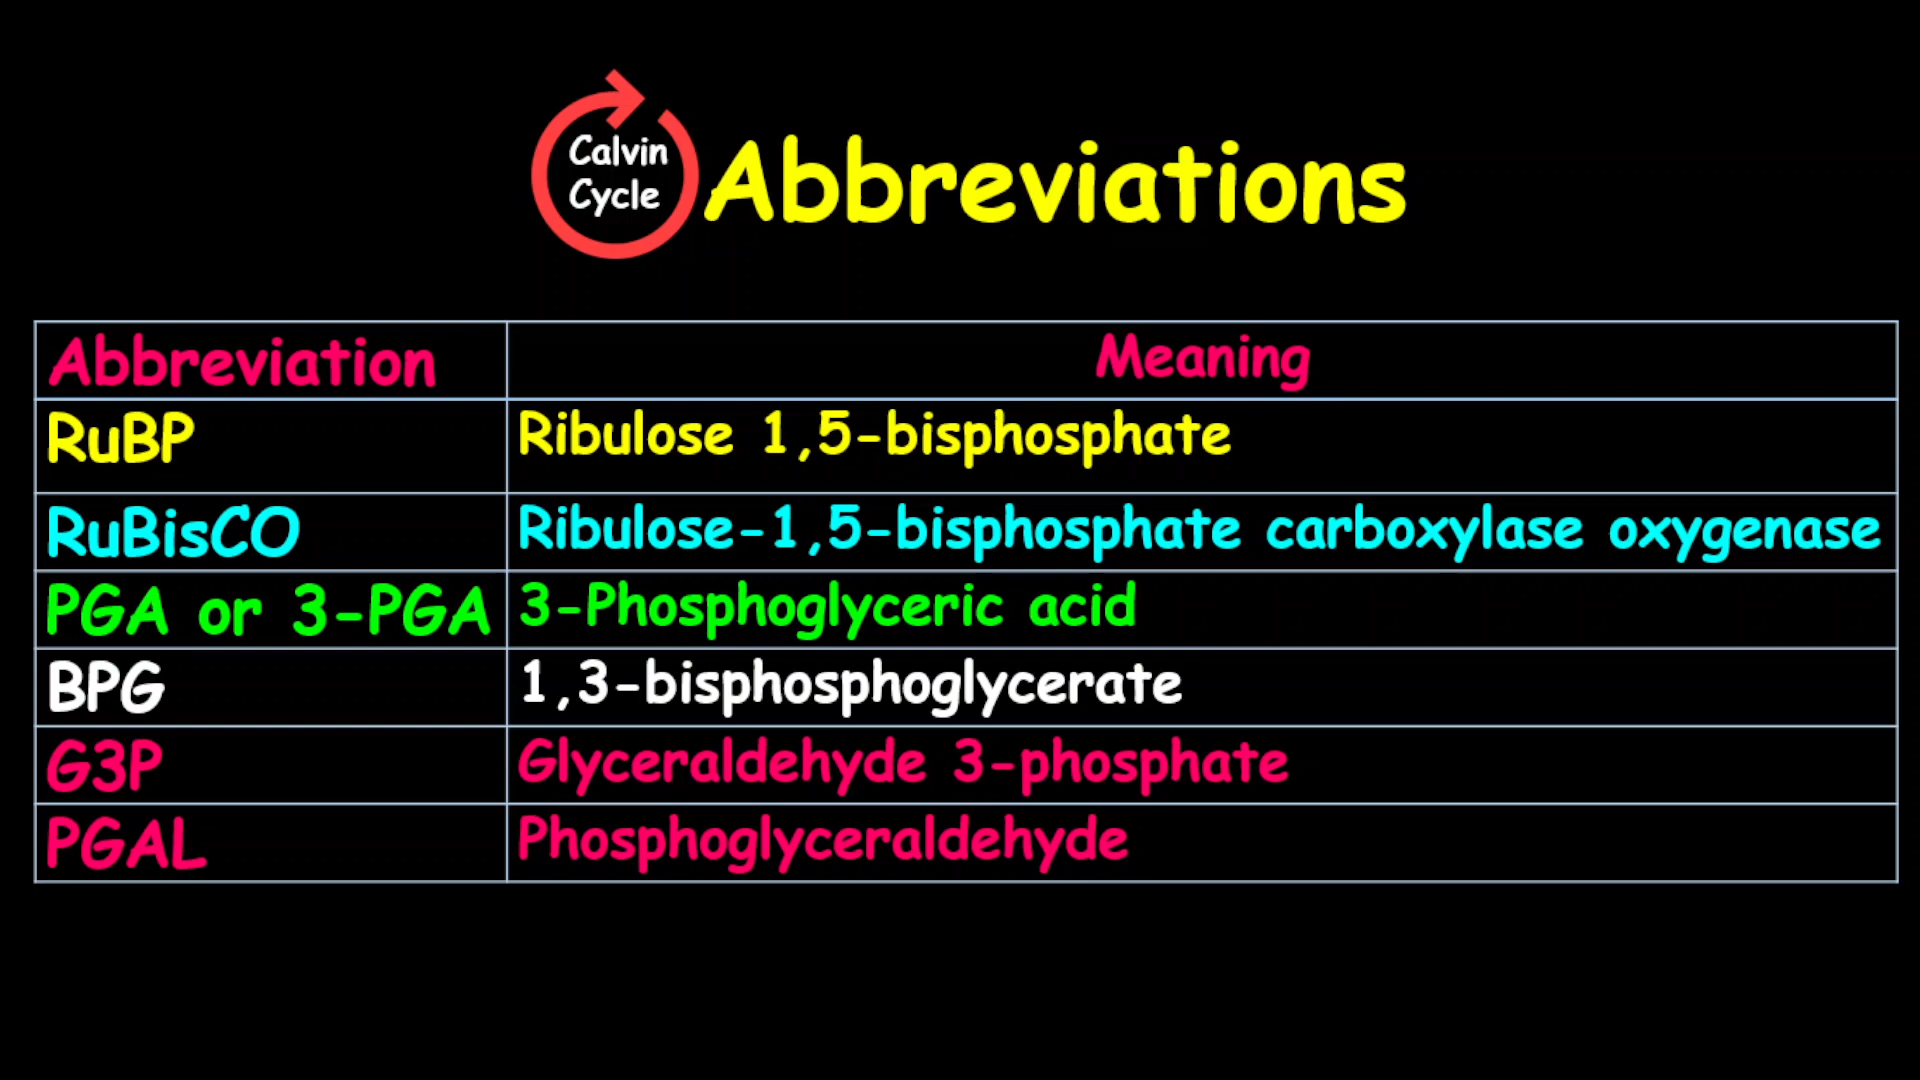 Calvin
Cycle
Abbreviations
Abbreviation Meaning
RuBP Ribulose 1,5-bisphosphate
RuBisCO Ribulose-1,5-bisphosphate carboxylase oxygenase
PGA or 3-PGA 3-Phosphoglyceric acid
BPG 1,3-bisphosphoglycerate
G3P Glyceraldehyde 3-phosphate
PGAL Phosphoglyceraldehyde